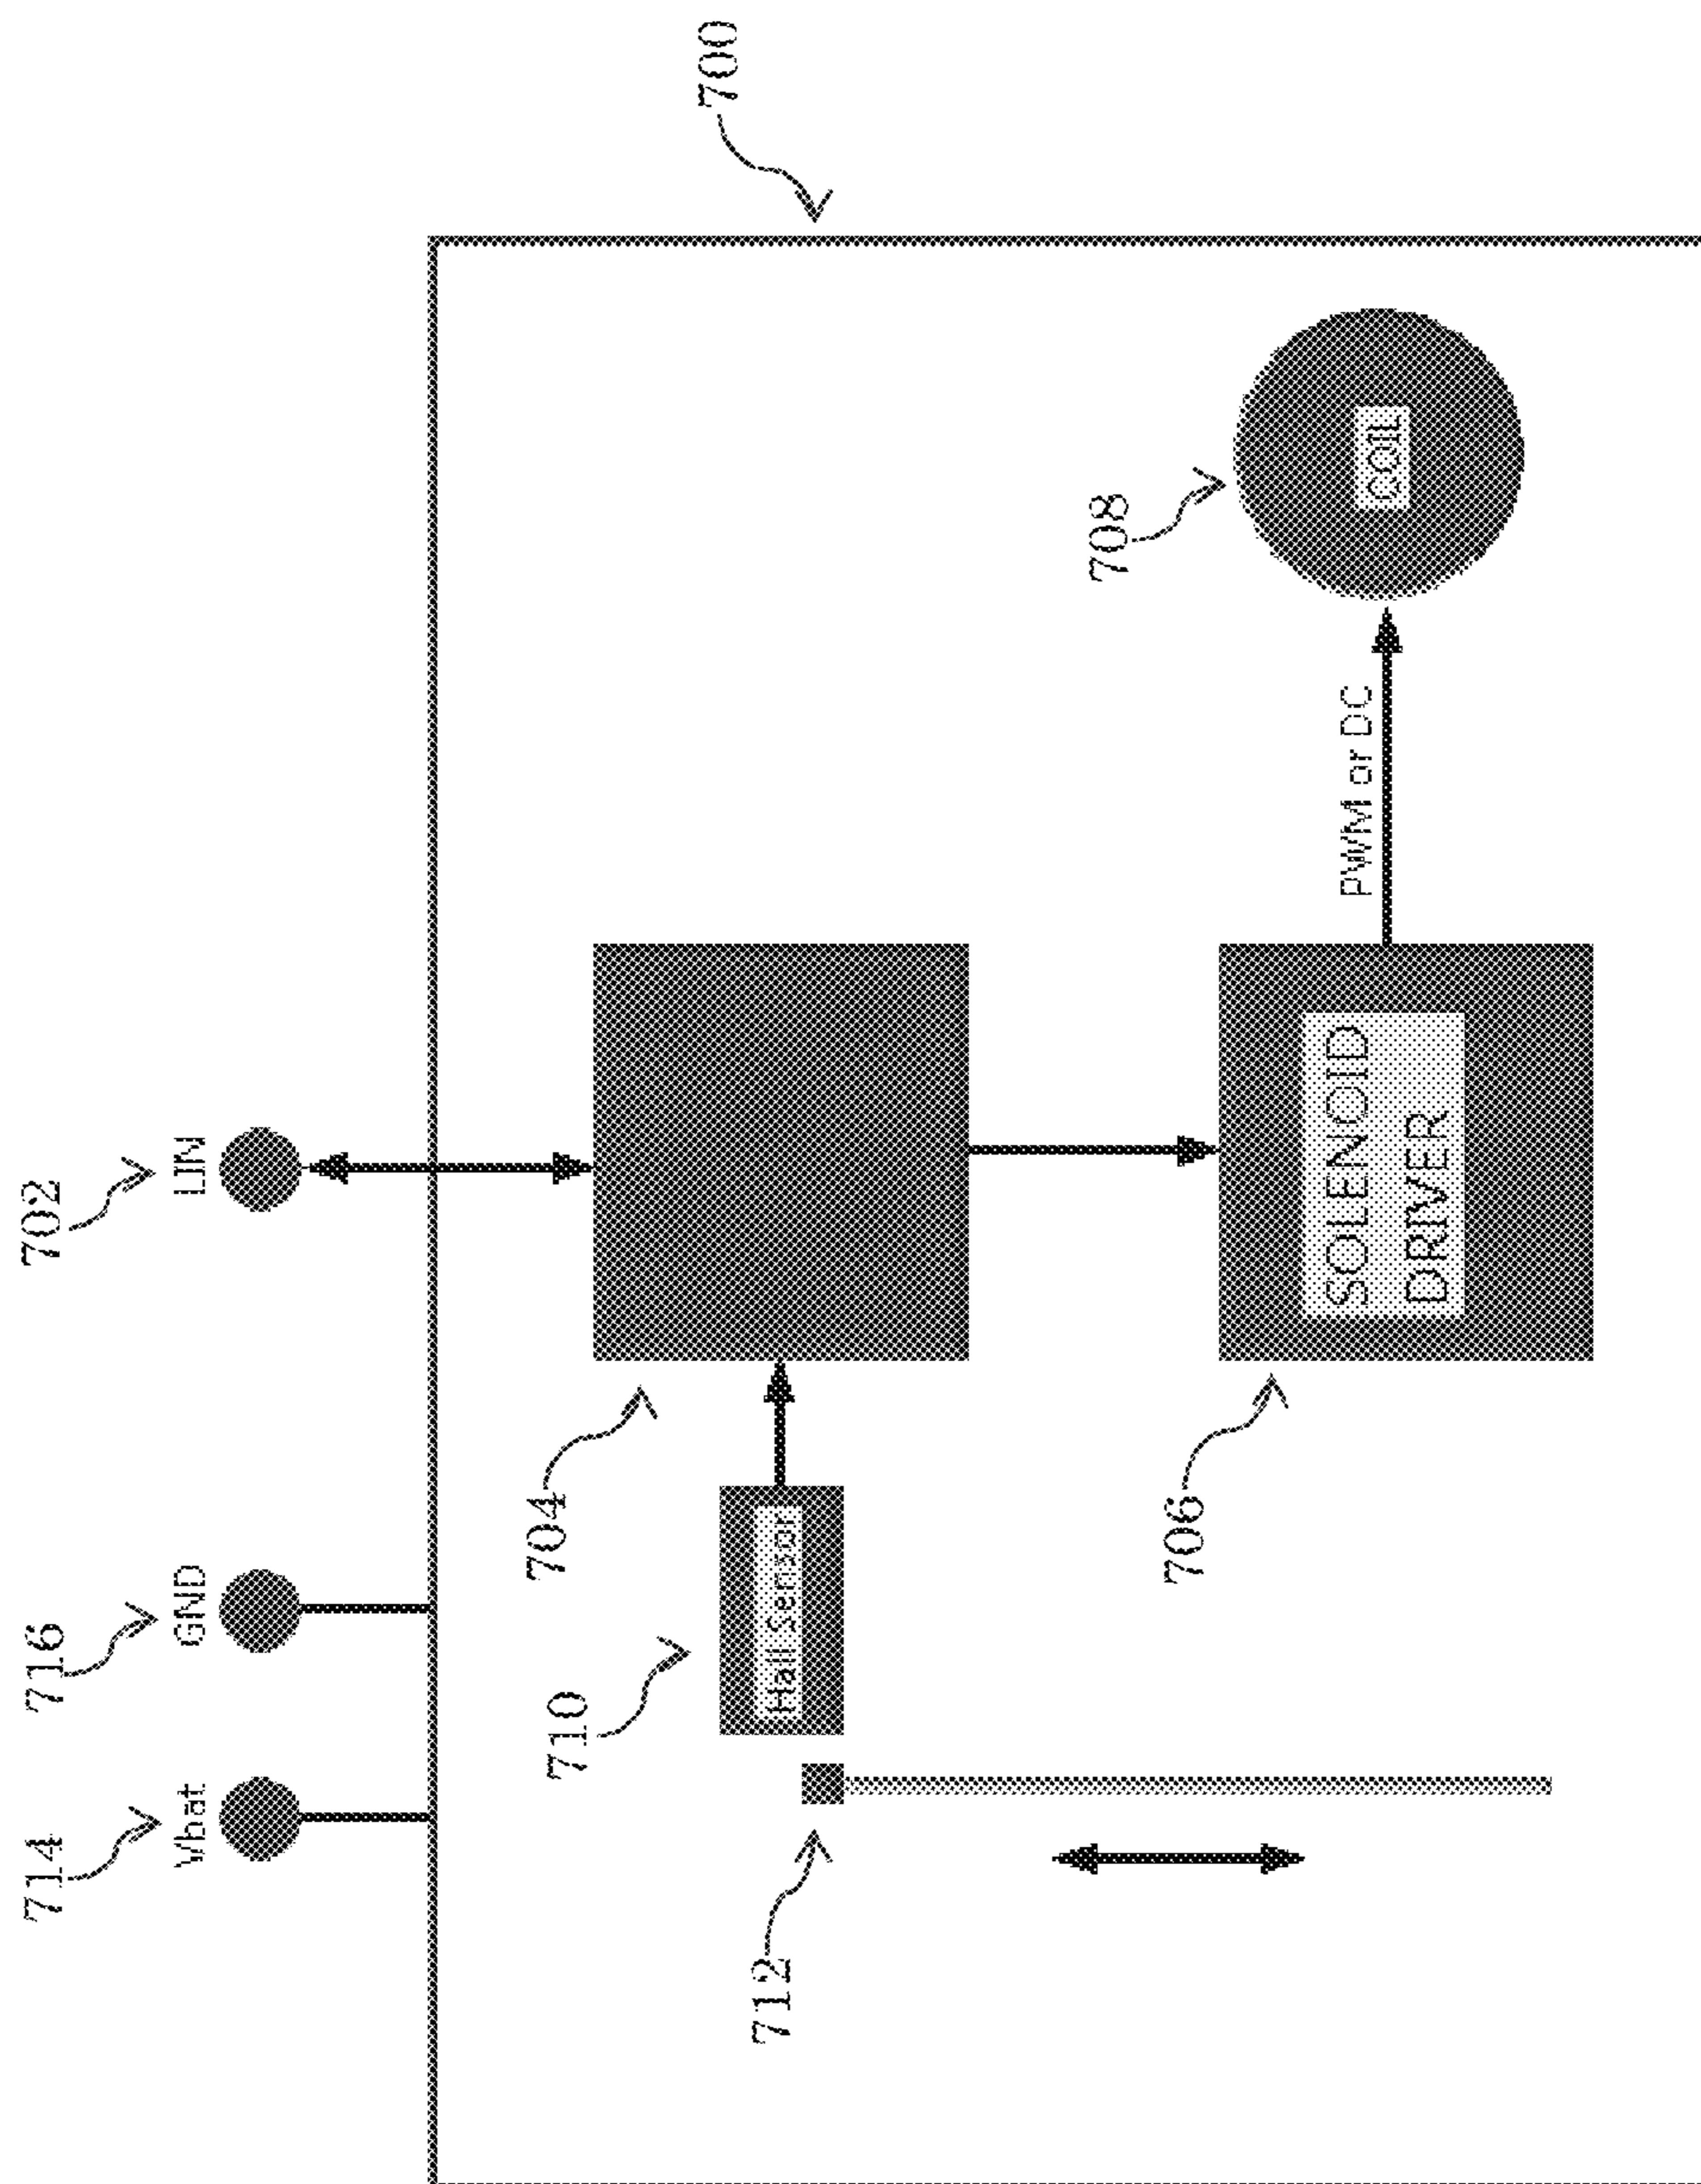 714
716
702
Vbat
GND
LIN
704
710
700
712
Hall Sensor
708
706
SOLENOID
DRIVER
PWM or DC
COIL